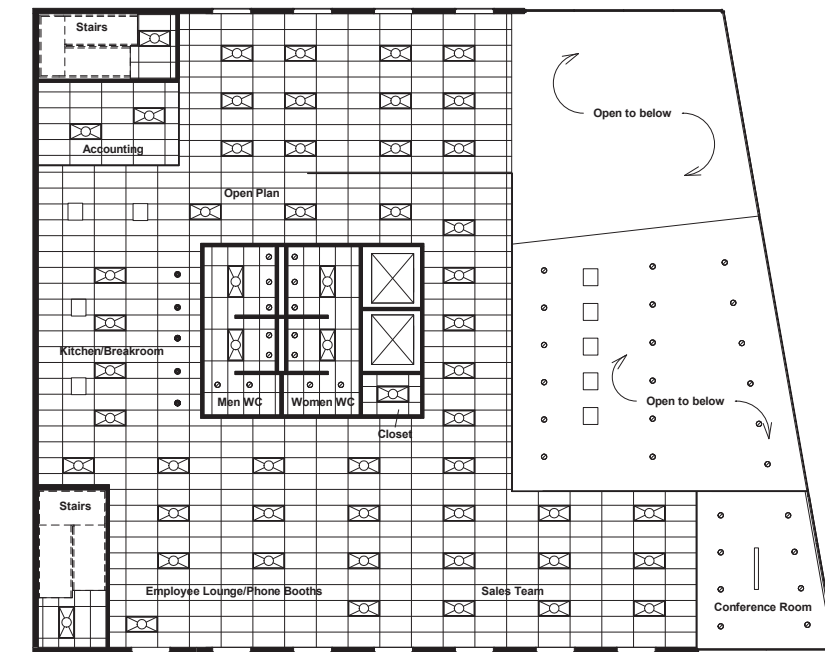 Stairs
Open to below
Accounting
Open Plan
Kitchen/Breakroom
Men WC
Women WC
Open to below
Closet
Stairs
Employee Lounge/Phone Booths
Sales Team
Conference Room